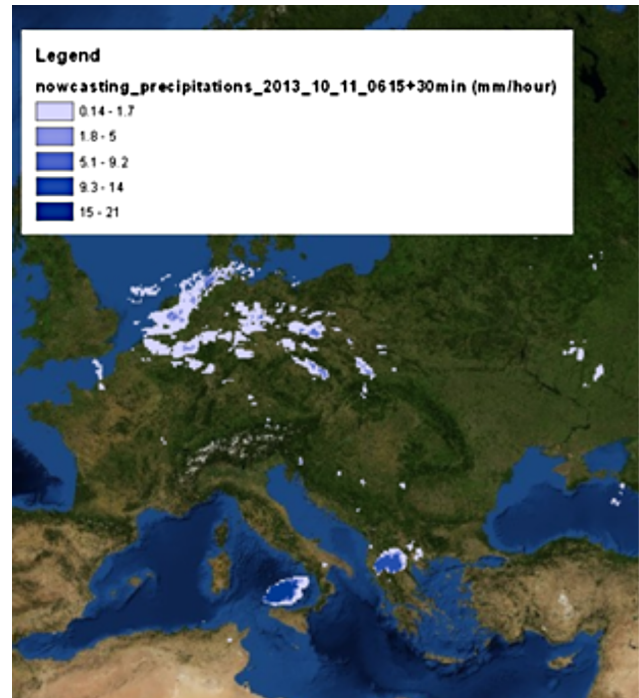 Legend
nowcasting_precipitations_2013_10_11_0615+30min (mm/hour)
0.14 - 1.7
1.8 - 5
5.1 - 9.2
9.3 - 14
15 - 21